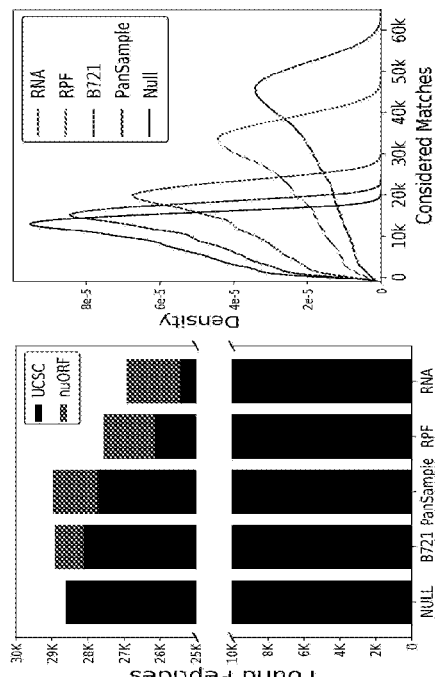 Found Peptides
30K
29K
28K
27K
26K
25K
10K
8K
6K
4K
2K
0
UCSC
nuORF
NULL
B721
PanSample
RPF
RNA
Density
8e-5
6e-5
4e-5
2e-5
0
RNA
RPF
B721
PanSample
Null
0
10k
20k
30k
40k
50k
60k
Considered Matches